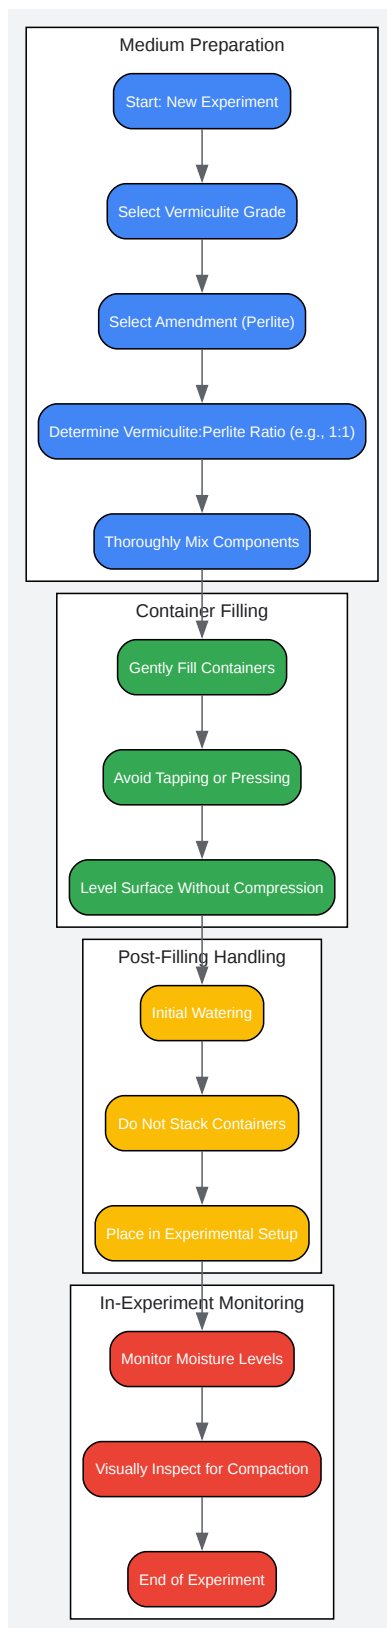 Medium Preparation
Start: New Experiment
Select Vermiculite Grade
Select Amendment (Perlite)
Determine Vermiculite:Perlite Ratio (e.g., 1:1)
Thoroughly Mix Components
Container Filling
Gently Fill Containers
Avoid Tapping or Pressing
Level Surface Without Compression
Post-Filling Handling
Initial Watering
Do Not Stack Containers
Place in Experimental Setup
In-Experiment Monitoring
Monitor Moisture Levels
Visually Inspect for Compaction
End of Experiment